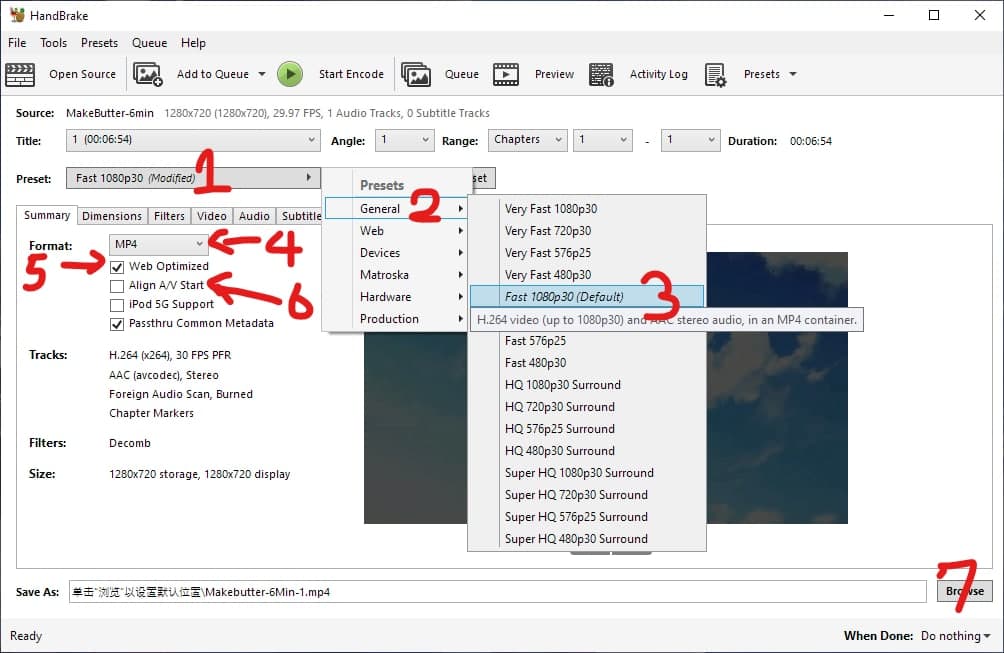 HandBrake
File Tools Presets Queue Help
Open Source Add to Queue Start Encode Queue Preview Activity Log Presets
Source: MakeButter-6min 1280x720 (1280x720), 29.97 FPS, 1 Audio Tracks, 0 Subtitle Tracks
Title: 1 (00:06:54) Angle: 1 Range: Chapters 1 - 1 Duration: 00:06:54
Preset: Fast 1080p30 (Modified) 1
Summary Dimensions Filters Video Audio Subtitle
Format: MP4 4
5 Web Optimized
Align A/V Start 6
iPod 5G Support
Passthru Common Metadata
Tracks: H.264 (x264), 30 FPS PFR
AAC (avcodec), Stereo
Foreign Audio Scan, Burned
Chapter Markers
Filters: Decomb
Size: 1280x720 storage, 1280x720 display
Presets
General 2
Web
Devices
Matroska
Hardware
Production
Very Fast 1080p30
Very Fast 720p30
Very Fast 576p25
Very Fast 480p30
Fast 1080p30 (Default) 3
H.264 video (up to 1080p30) and AAC stereo audio, in an MP4 container.
Fast 576p25
Fast 480p30
HQ 1080p30 Surround
HQ 720p30 Surround
HQ 576p25 Surround
HQ 480p30 Surround
Super HQ 1080p30 Surround
Super HQ 720p30 Surround
Super HQ 576p25 Surround
Super HQ 480p30 Surround
Save As: 单击"浏览"以设置默认位置\Makebutter-6Min-1.mp4 Browse 7
Ready When Done: Do nothing